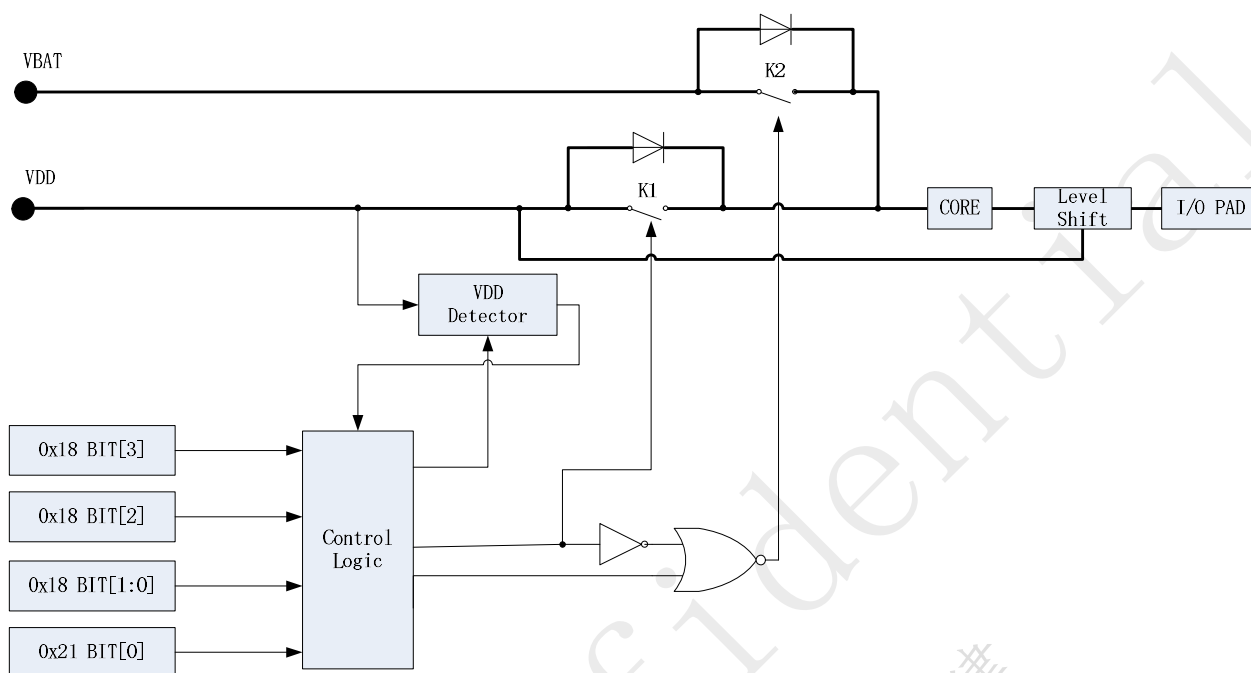 VBAT
K2
VDD
K1
CORE
Level
Shift
I/O PAD
VDD
Detector
0x18 BIT[3]
0x18 BIT[2]
0x18 BIT[1:0]
0x21 BIT[0]
Control
Logic
fidential